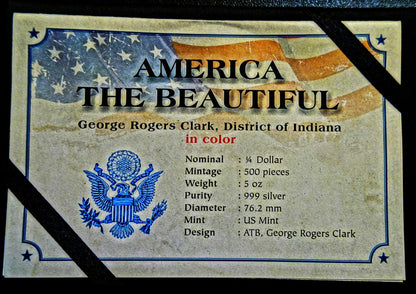 AMERICA
THE BEAUTIFUL
George Rogers Clark, District of Indiana
in color
Nominal : ¼ Dollar
Mintage : 500 pieces
Weight : 5 oz
Purity : 999 silver
Diameter : 76.2 mm
Mint : US Mint
Design : ATB, George Rogers Clark